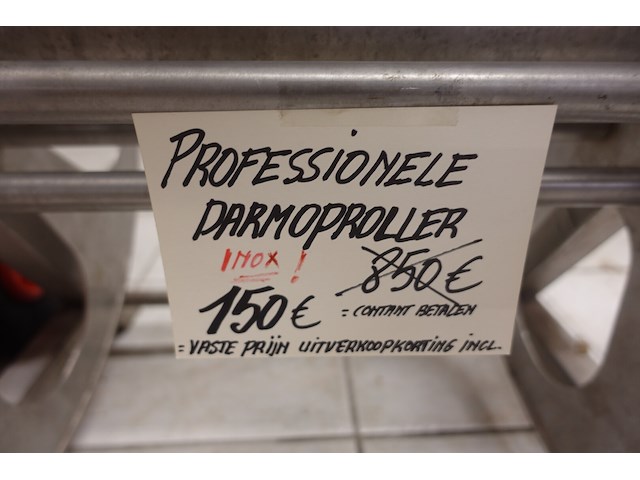 PROFESSIONELE
DARMOPROLLER
INOX! 850€
150€ = CONTANT BETALEN
= VASTE PRIJN UITVERKOOPKORTING INCL.